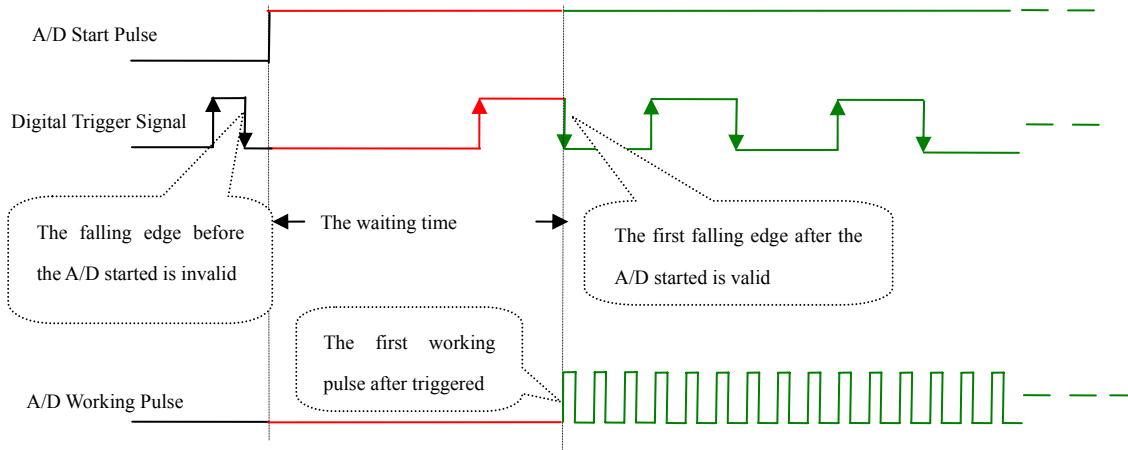 A/D Start Pulse
Digital Trigger Signal
The falling edge before
the A/D started is invalid
The waiting time
The first falling edge after the
A/D started is valid
The first working
pulse after triggered
A/D Working Pulse